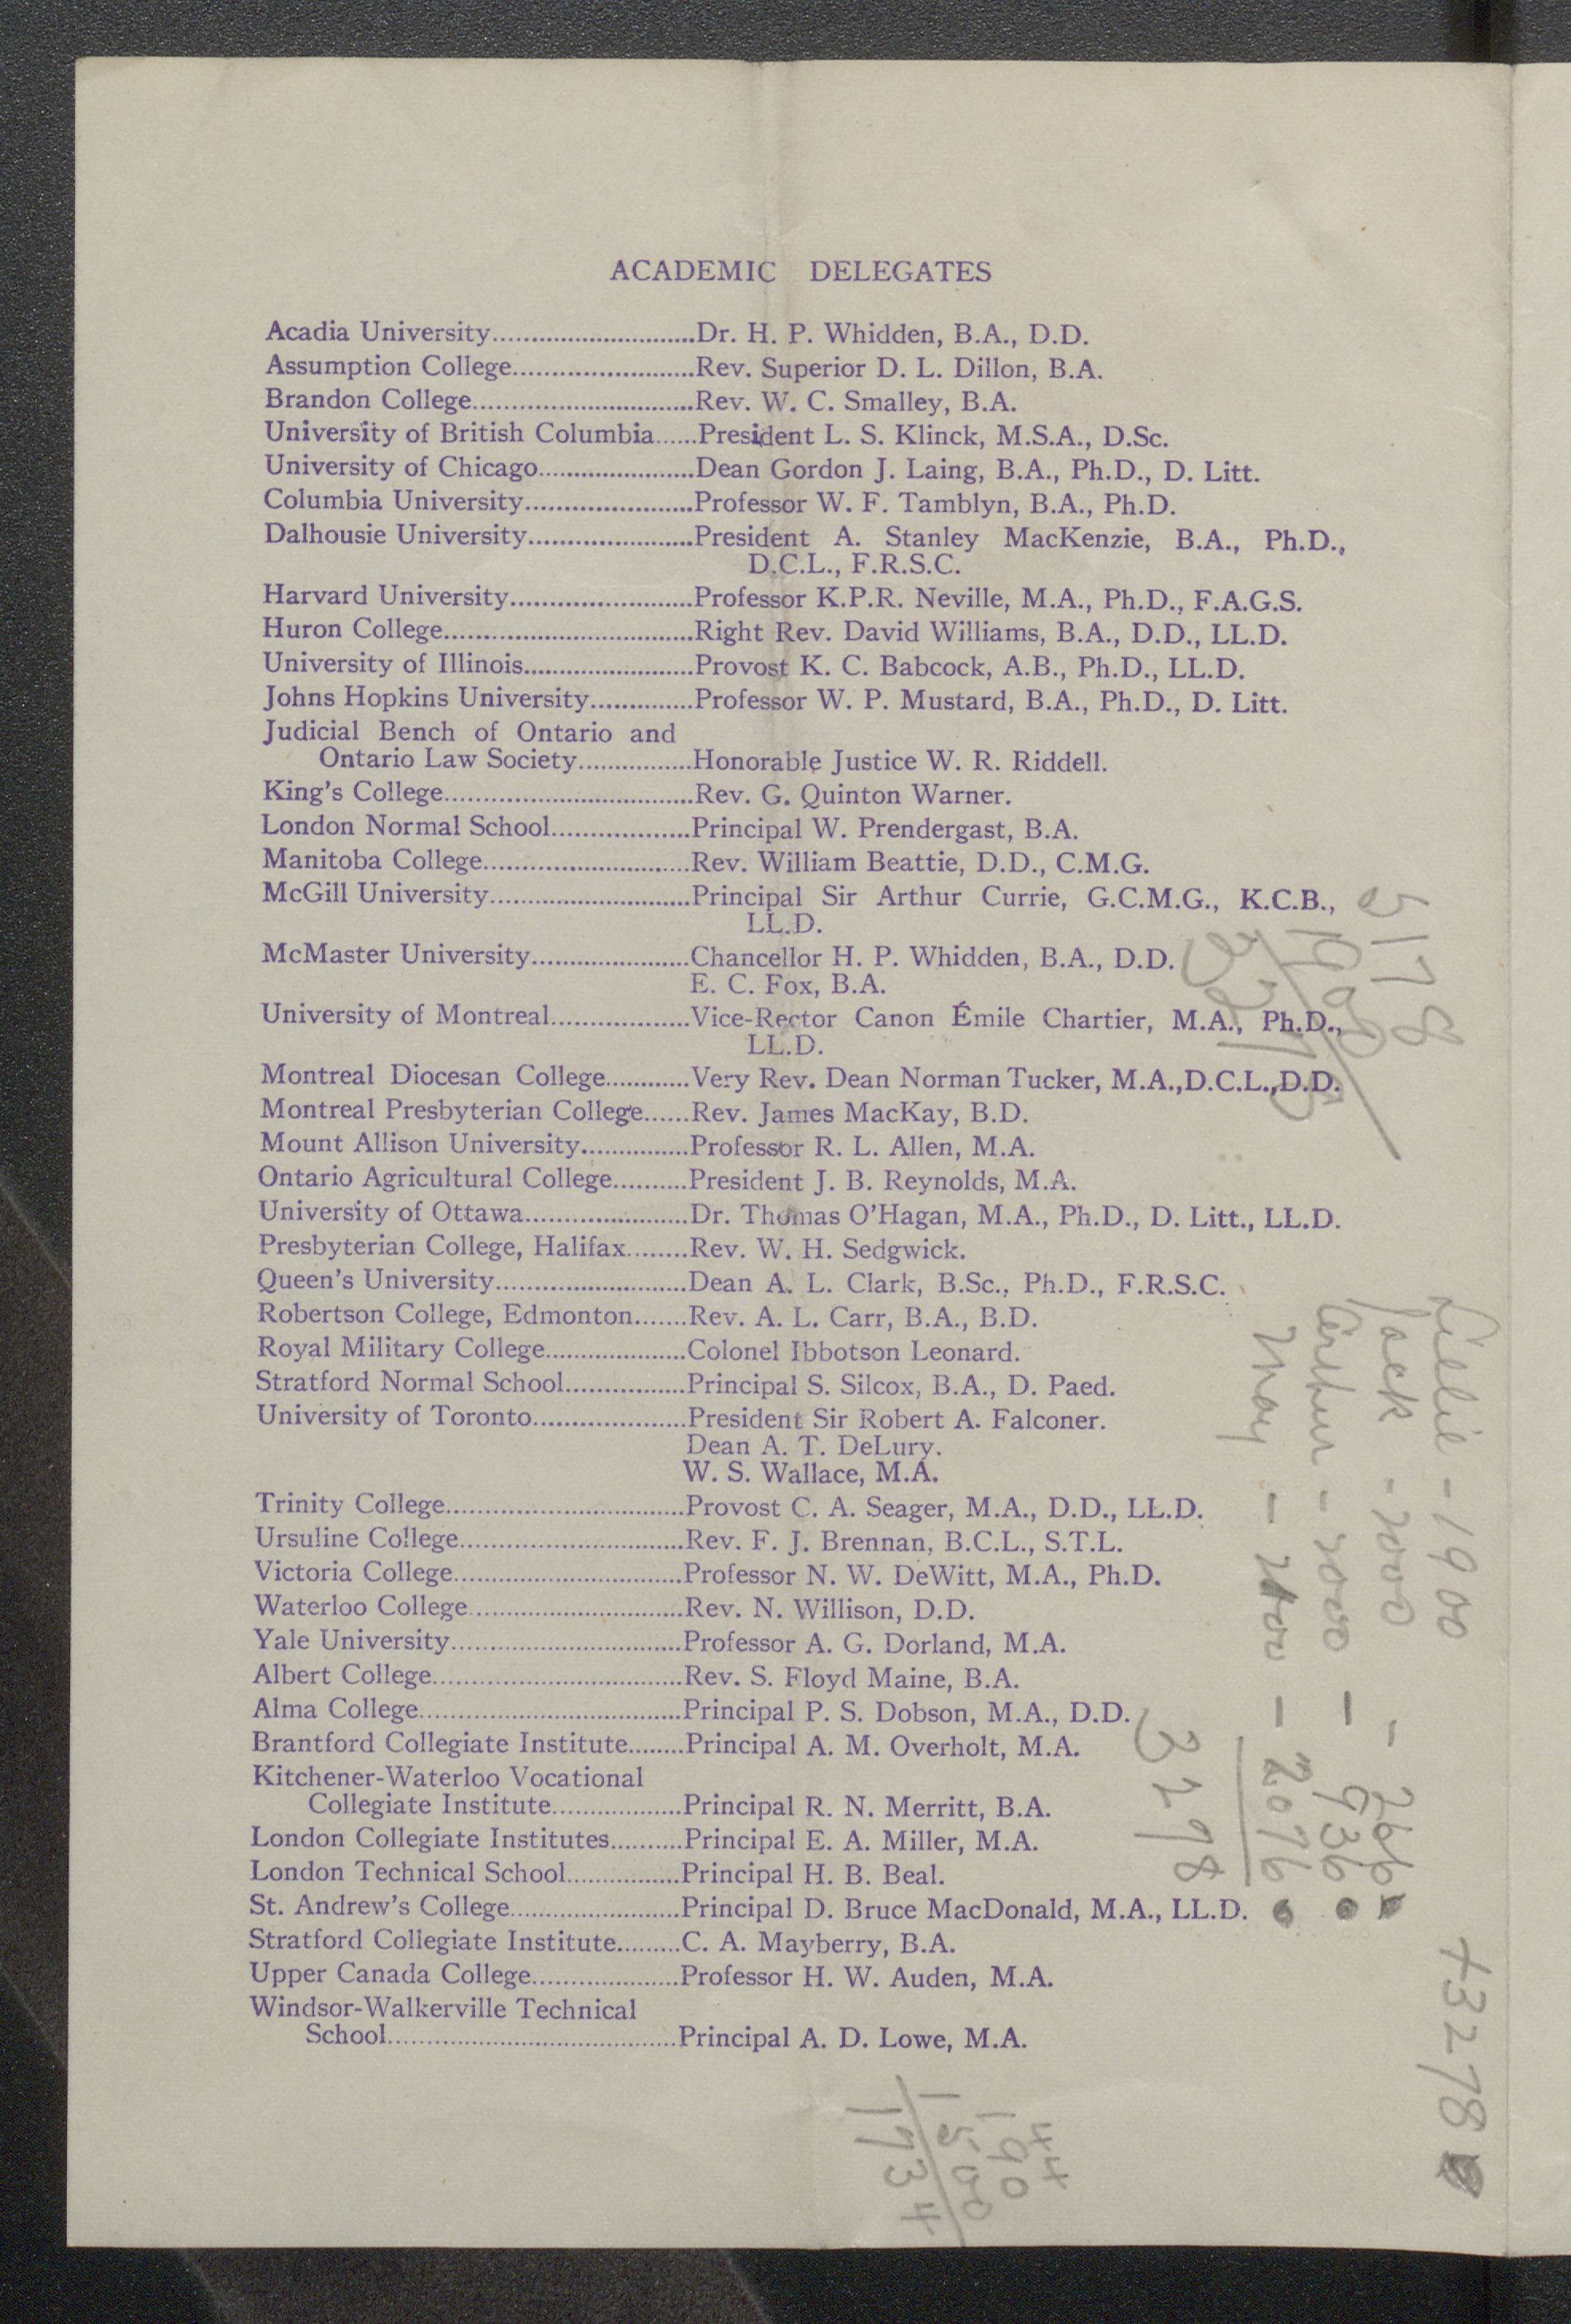 ACADEMIC DELEGATES
Acadia University..........................Dr. H. P. Whidden, B.A., D.D.
Assumption College.......................Rev. Superior D. L. Dillon, B.A.
Brandon College............................Rev. W. C. Smalley, B.A.
University of British Columbia......President L. S. Klinck, M.S.A., D.Sc.
University of Chicago....................Dean Gordon J. Laing, B.A., Ph.D., D. Litt.
Columbia University.....................Professor W. F. Tamblyn, B.A., Ph.D.
Dalhousie University.....................President A. Stanley MacKenzie, B.A., Ph.D.,
D.C.L., F.R.S.C.
Harvard University.......................Professor K.P.R. Neville, M.A., Ph.D., F.A.G.S.
Huron College................................Right Rev. David Williams, B.A., D.D., LL.D.
University of Illinois......................Provost K. C. Babcock, A.B., Ph.D., LL.D.
Johns Hopkins University.............Professor W. P. Mustard, B.A., Ph.D., D. Litt.
Judicial Bench of Ontario and
Ontario Law Society...............Honorable Justice W. R. Riddell.
King's College................................Rev. G. Quinton Warner.
London Normal School..................Principal W. Prendergast, B.A.
Manitoba College..........................Rev. William Beattie, D.D., C.M.G.
McGill University..........................Principal Sir Arthur Currie, G.C.M.G., K.C.B.,
LL.D.
McMaster University....................Chancellor H. P. Whidden, B.A., D.D.
E. C. Fox, B.A.
University of Montreal..................Vice-Rector Canon Émile Chartier, M.A., Ph.D.,
LL.D.
Montreal Diocesan College............Very Rev. Dean Norman Tucker, M.A.,D.C.L.,D.D.
Montreal Presbyterian College......Rev. James MacKay, B.D.
Mount Allison University..............Professor R. L. Allen, M.A.
Ontario Agricultural College..........President J. B. Reynolds, M.A.
University of Ottawa.....................Dr. Thomas O'Hagan, M.A., Ph.D., D. Litt., LL.D.
Presbyterian College, Halifax........Rev. W. H. Sedgwick.
Queen's University........................Dean A. L. Clark, B.Sc., Ph.D., F.R.S.C.
Robertson College, Edmonton.......Rev. A. L. Carr, B.A., B.D.
Royal Military College..................Colonel Ibbotson Leonard.
Stratford Normal School...............Principal S. Silcox, B.A., D. Paed.
University of Toronto....................President Sir Robert A. Falconer.
Dean A. T. DeLury.
W. S. Wallace, M.A.
Trinity College..............................Provost C. A. Seager, M.A., D.D., LL.D.
Ursuline College............................Rev. F. J. Brennan, B.C.L., S.T.L.
Victoria College.............................Professor N. W. DeWitt, M.A., Ph.D.
Waterloo College...........................Rev. N. Willison, D.D.
Yale University.............................Professor A. G. Dorland, M.A.
Albert College...............................Rev. S. Floyd Maine, B.A.
Alma College.................................Principal P. S. Dobson, M.A., D.D.
Brantford Collegiate Institute........Principal A. M. Overholt, M.A.
Kitchener-Waterloo Vocational
Collegiate Institute.................Principal R. N. Merritt, B.A.
London Collegiate Institutes..........Principal E. A. Miller, M.A.
London Technical School...............Principal H. B. Beal.
St. Andrew's College.....................Principal D. Bruce MacDonald, M.A., LL.D.
Stratford Collegiate Institute.........C. A. Mayberry, B.A.
Upper Canada College...................Professor H. W. Auden, M.A.
Windsor-Walkerville Technical
School.....................................Principal A. D. Lowe, M.A.
5178
Lillie - 1900
Jack - 2000 - 266
Arthur - 2000 - 936
May - 2000 - 2076
3278
+3278
44
190
1500
1734